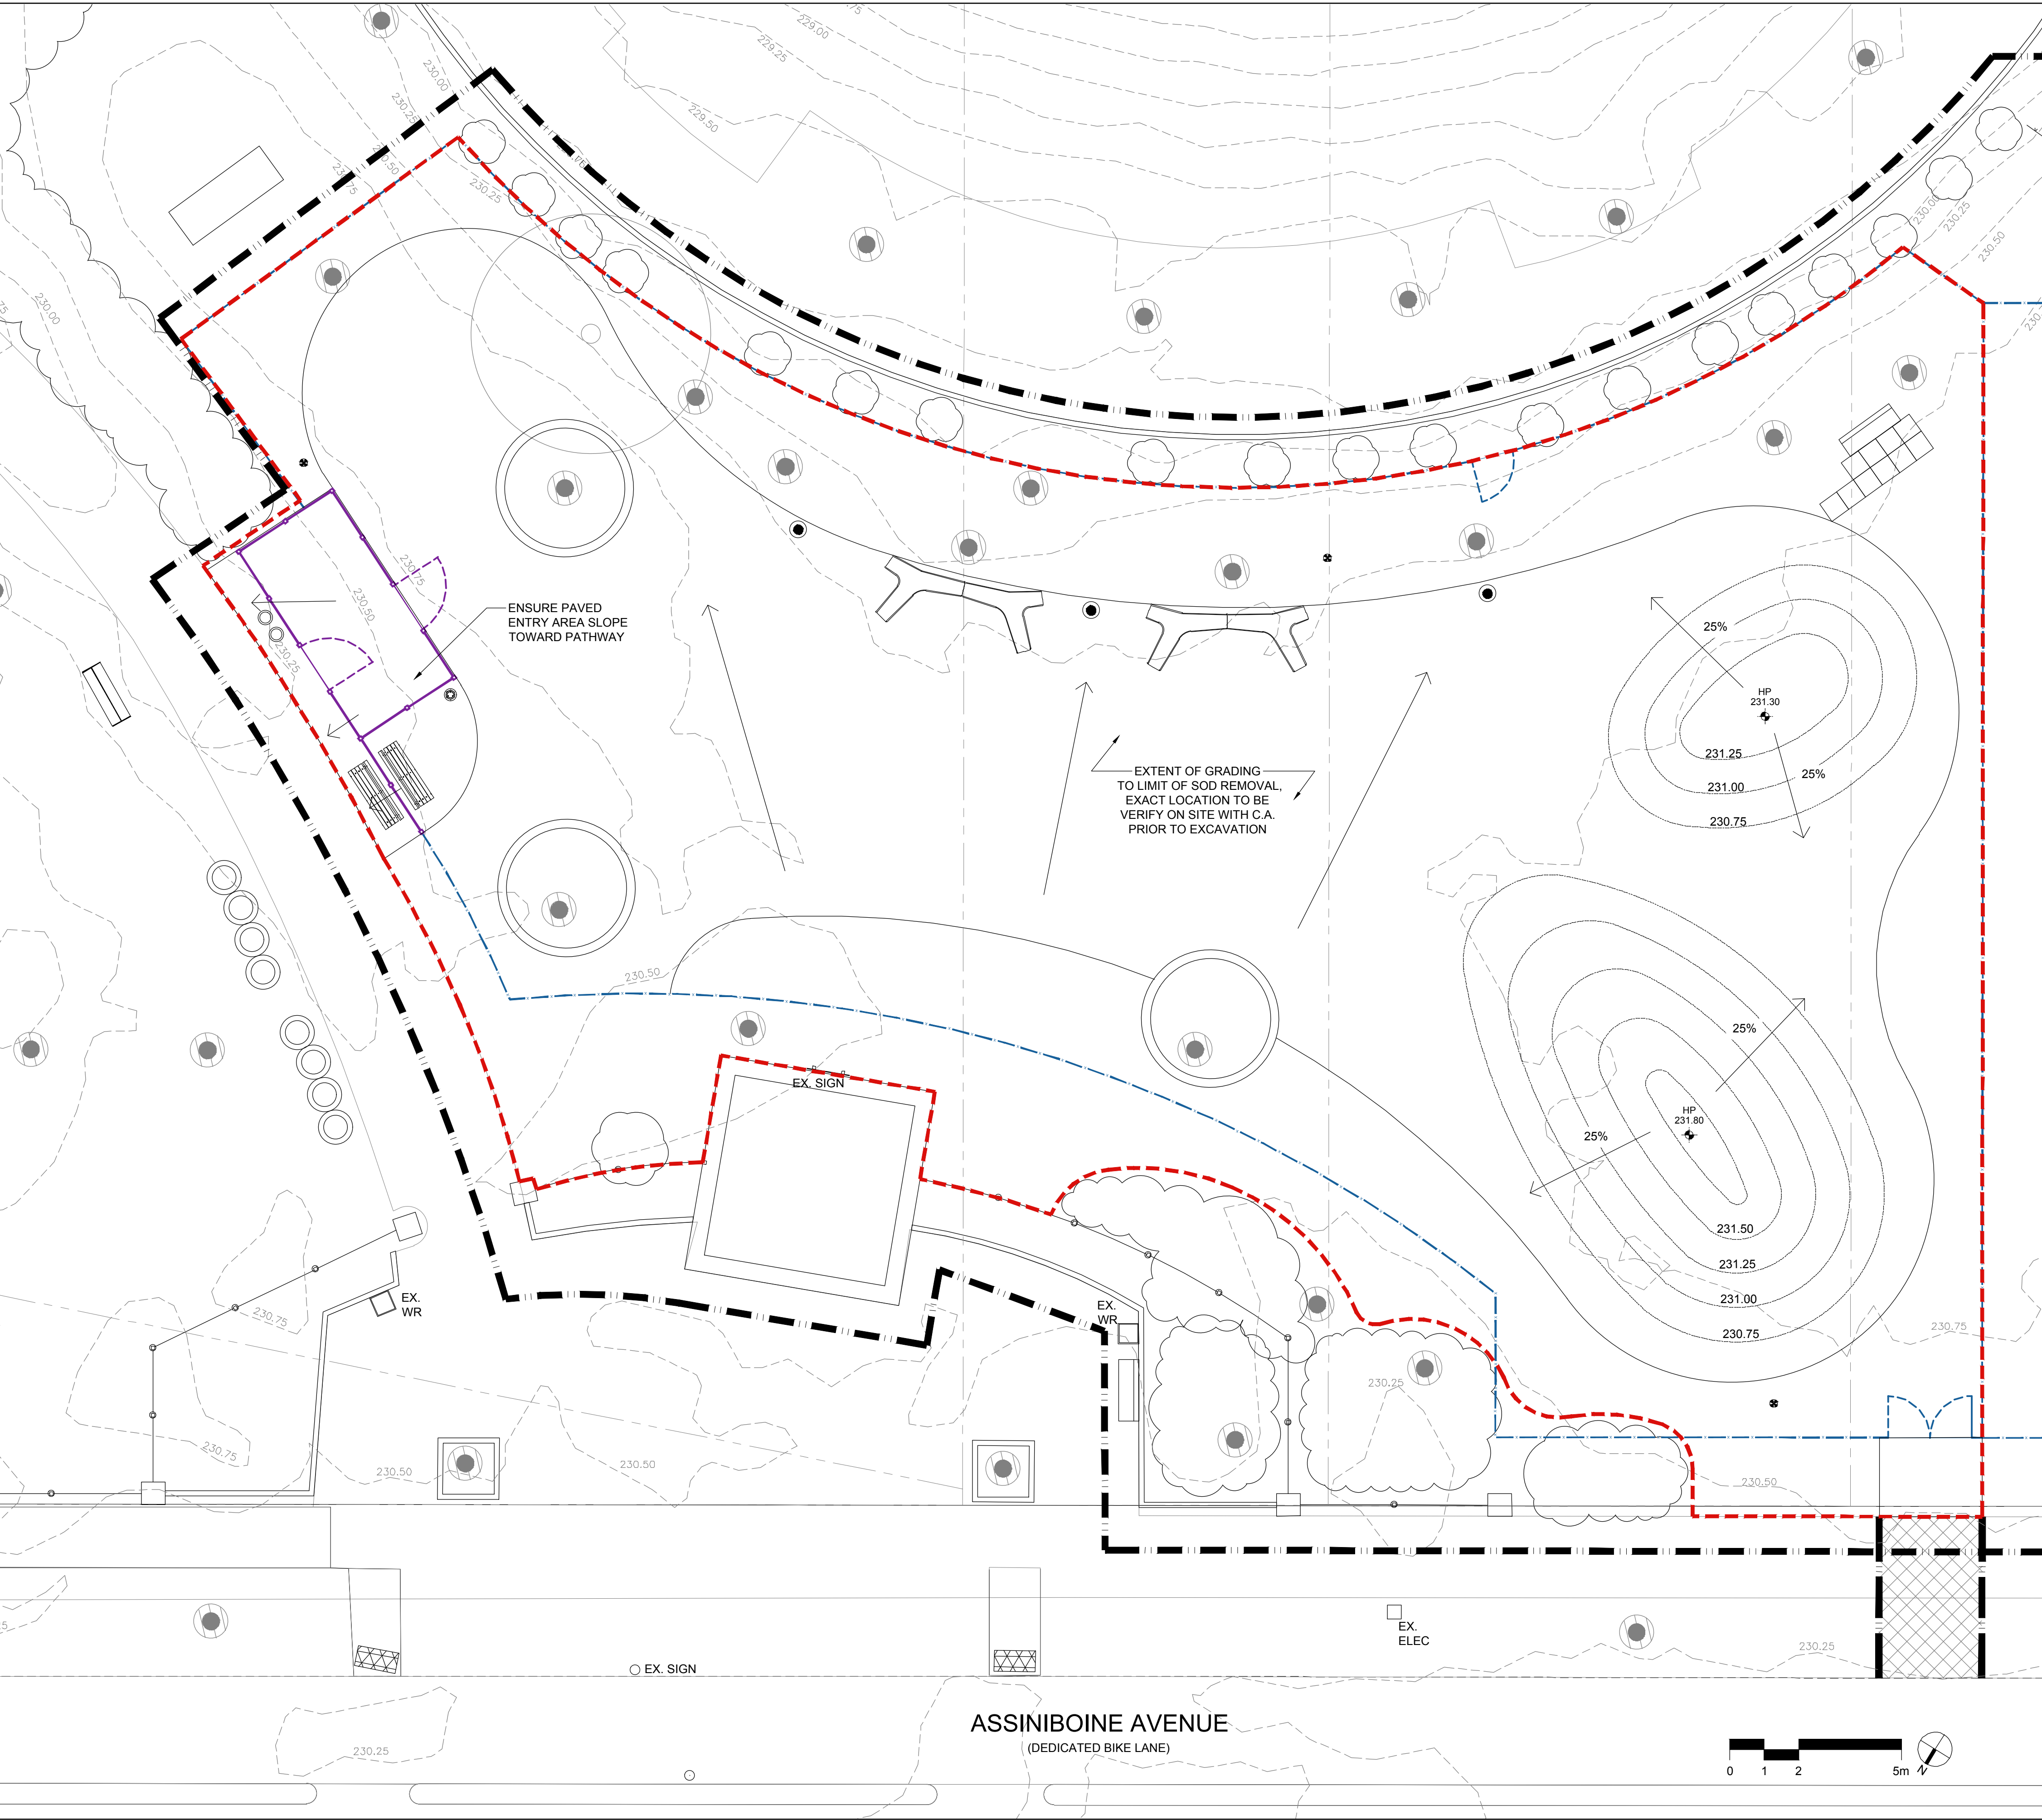 229.00
229.25
229.50
230.00
230.25
230.25
230.00
230.25
230.50
230.00
230.75
230.50
230.25
ENSURE PAVED
ENTRY AREA SLOPE
TOWARD PATHWAY
25%
HP
231.30
231.25
25%
231.00
230.75
EXTENT OF GRADING
TO LIMIT OF SOD REMOVAL,
EXACT LOCATION TO BE
VERIFY ON SITE WITH C.A.
PRIOR TO EXCAVATION
230.50
25%
EX. SIGN
HP
231.80
25%
231.50
231.25
231.00
230.75
230.75
EX.
WR
EX.
WR
230.75
230.25
230.75
230.50
230.50
230.50
EX.
ELEC
230.25
EX. SIGN
ASSINIBOINE AVENUE
(DEDICATED BIKE LANE)
230.25
0 1 2 5m N